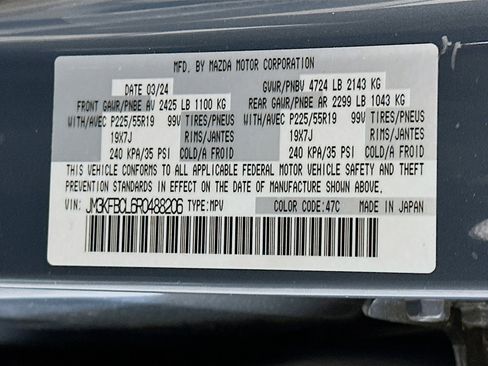 MFD. BY MAZDA MOTOR CORPORATION
DATE 03/24 GVWR/PNBV 4724 LB 2143 KG
FRONT GAWR/PNBE AV 2425 LB 1100 KG REAR GAWR/PNBE AR 2299 LB 1043 KG
WITH/AVEC P225/55R19 99V TIRES/PNEUS WITH/AVEC P225/55R19 99V TIRES/PNEUS
19X7J RIMS/JANTES 19X7J RIMS/JANTES
240 KPA/35 PSI COLD/A FROID 240 KPA/35 PSI COLD/A FROID
THIS VEHICLE CONFORMS TO ALL APPLICABLE FEDERAL MOTOR VEHICLE SAFETY AND THEFT
PREVENTION STANDARDS IN EFFECT ON THE DATE OF MANUFACTURE SHOWN ABOVE.
VIN: JM3KFBCL6R0488206 TYPE:MPV COLOR CODE:47C MADE IN JAPAN